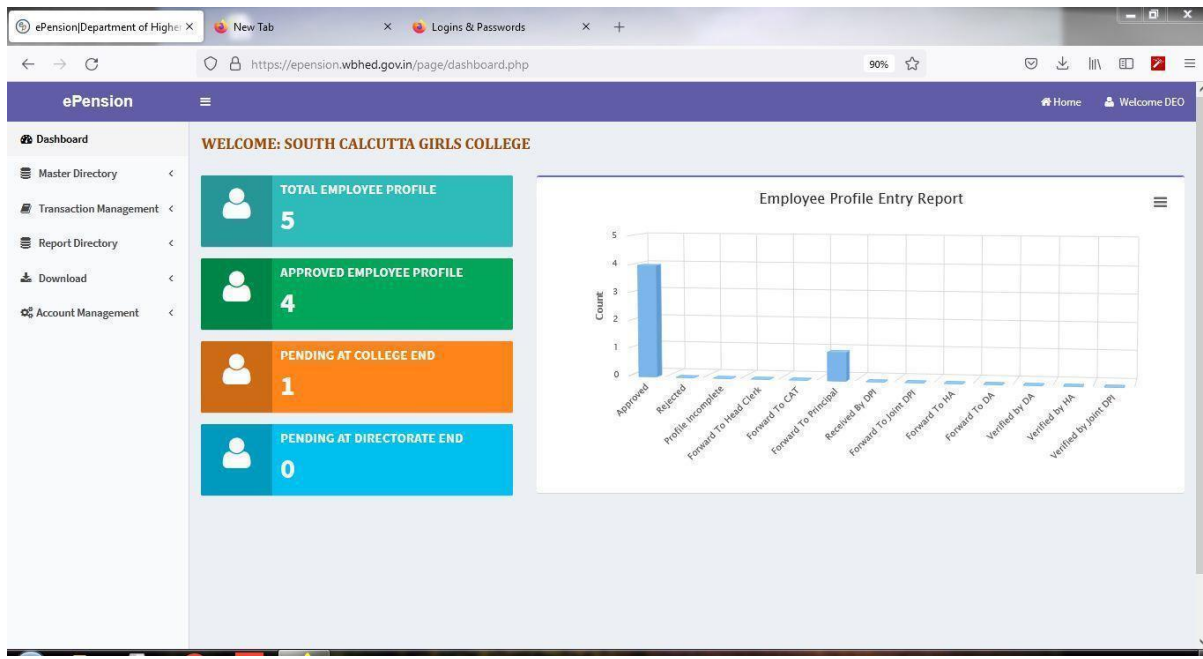 ePension|Department of Higher
New Tab
Logins & Passwords
https://epension.wbhed.gov.in/page/dashboard.php
90%
ePension
Home
Welcome DEO
Dashboard
Master Directory
Transaction Management
Report Directory
Download
Account Management
WELCOME: SOUTH CALCUTTA GIRLS COLLEGE
TOTAL EMPLOYEE PROFILE
5
APPROVED EMPLOYEE PROFILE
4
PENDING AT COLLEGE END
1
PENDING AT DIRECTORATE END
0
Employee Profile Entry Report
Count
5
4
3
2
1
0
Approved
Rejected
Profile Incomplete
Forward To Head Clerk
Forward To CAT
Forward To Principal
Received By DPI
Forward To Joint DPI
Forward To HA
Forward To DA
Verified by DA
Verified by HA
Verified by Joint DPI